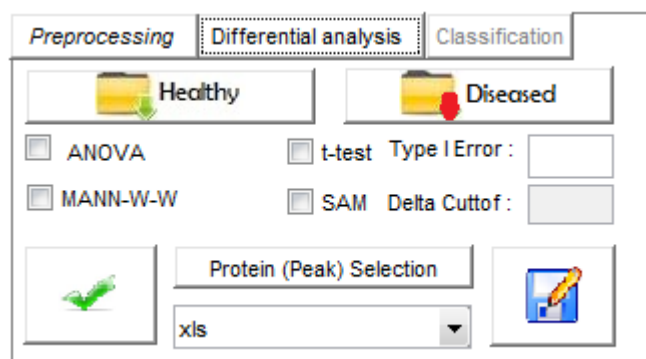 Preprocessing Differential analysis Classification
Healthy Diseased
ANOVA t-test Type I Error :
MANN-W-W SAM Delta Cuttof :
Protein (Peak) Selection
xls